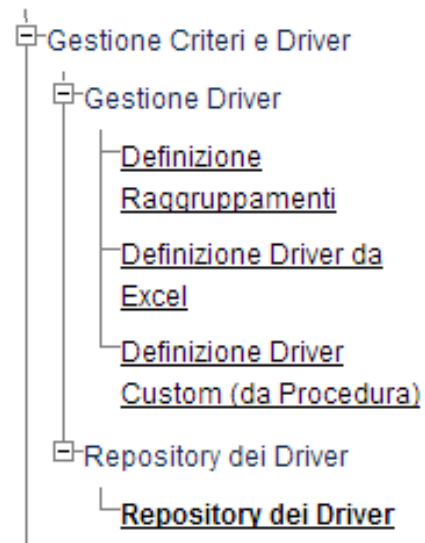 Gestione Criteri e Driver
Gestione Driver
Definizione
Raggruppamenti
Definizione Driver da
Excel
Definizione Driver
Custom (da Procedura)
Repository dei Driver
Repository dei Driver